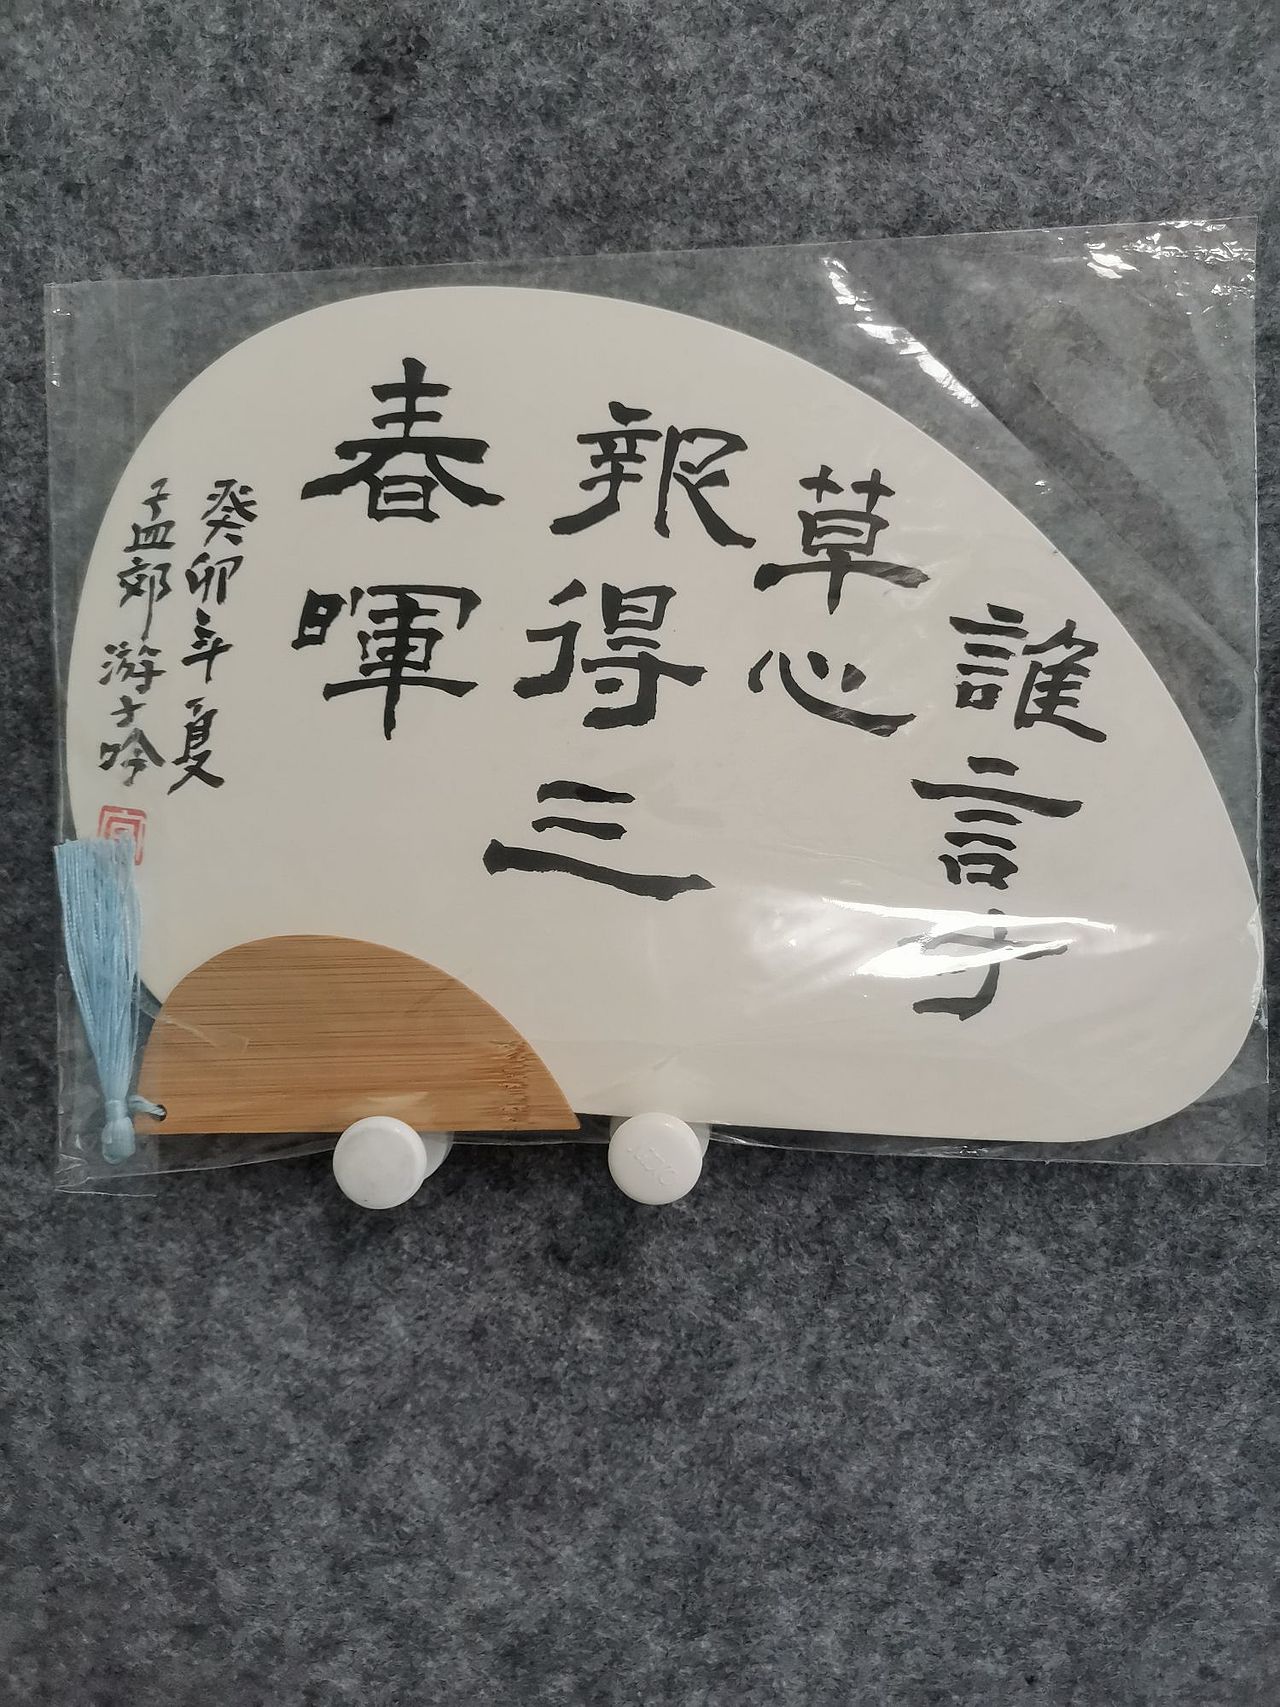 誰言寸
草心
報得三
春暉
癸卯年夏
孟郊游子吟